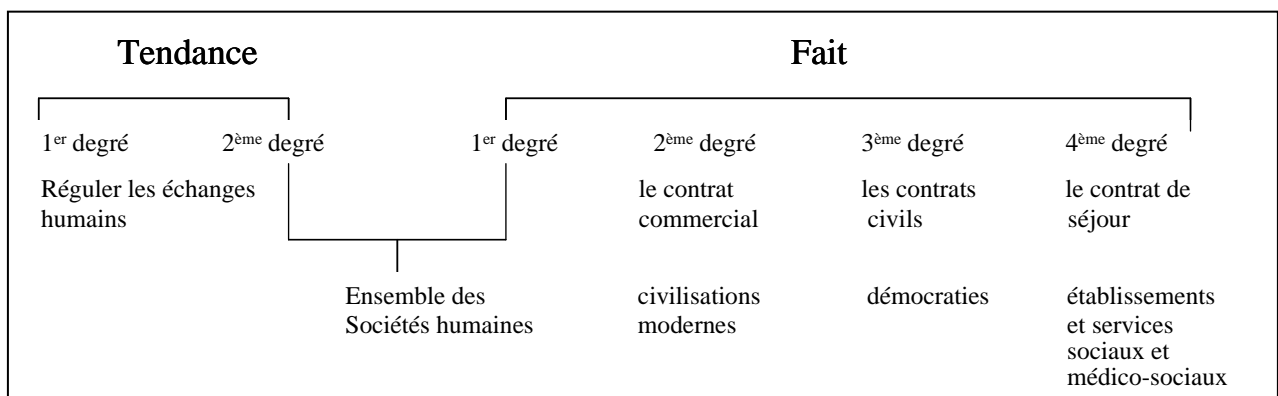 Tendance Fait
1er degré 2ème degré 1er degré 2ème degré 3ème degré 4ème degré
Réguler les échanges le contrat les contrats le contrat de
humains commercial civils séjour
Ensemble des civilisations démocraties établissements
Sociétés humaines modernes et services
sociaux et
médico-sociaux